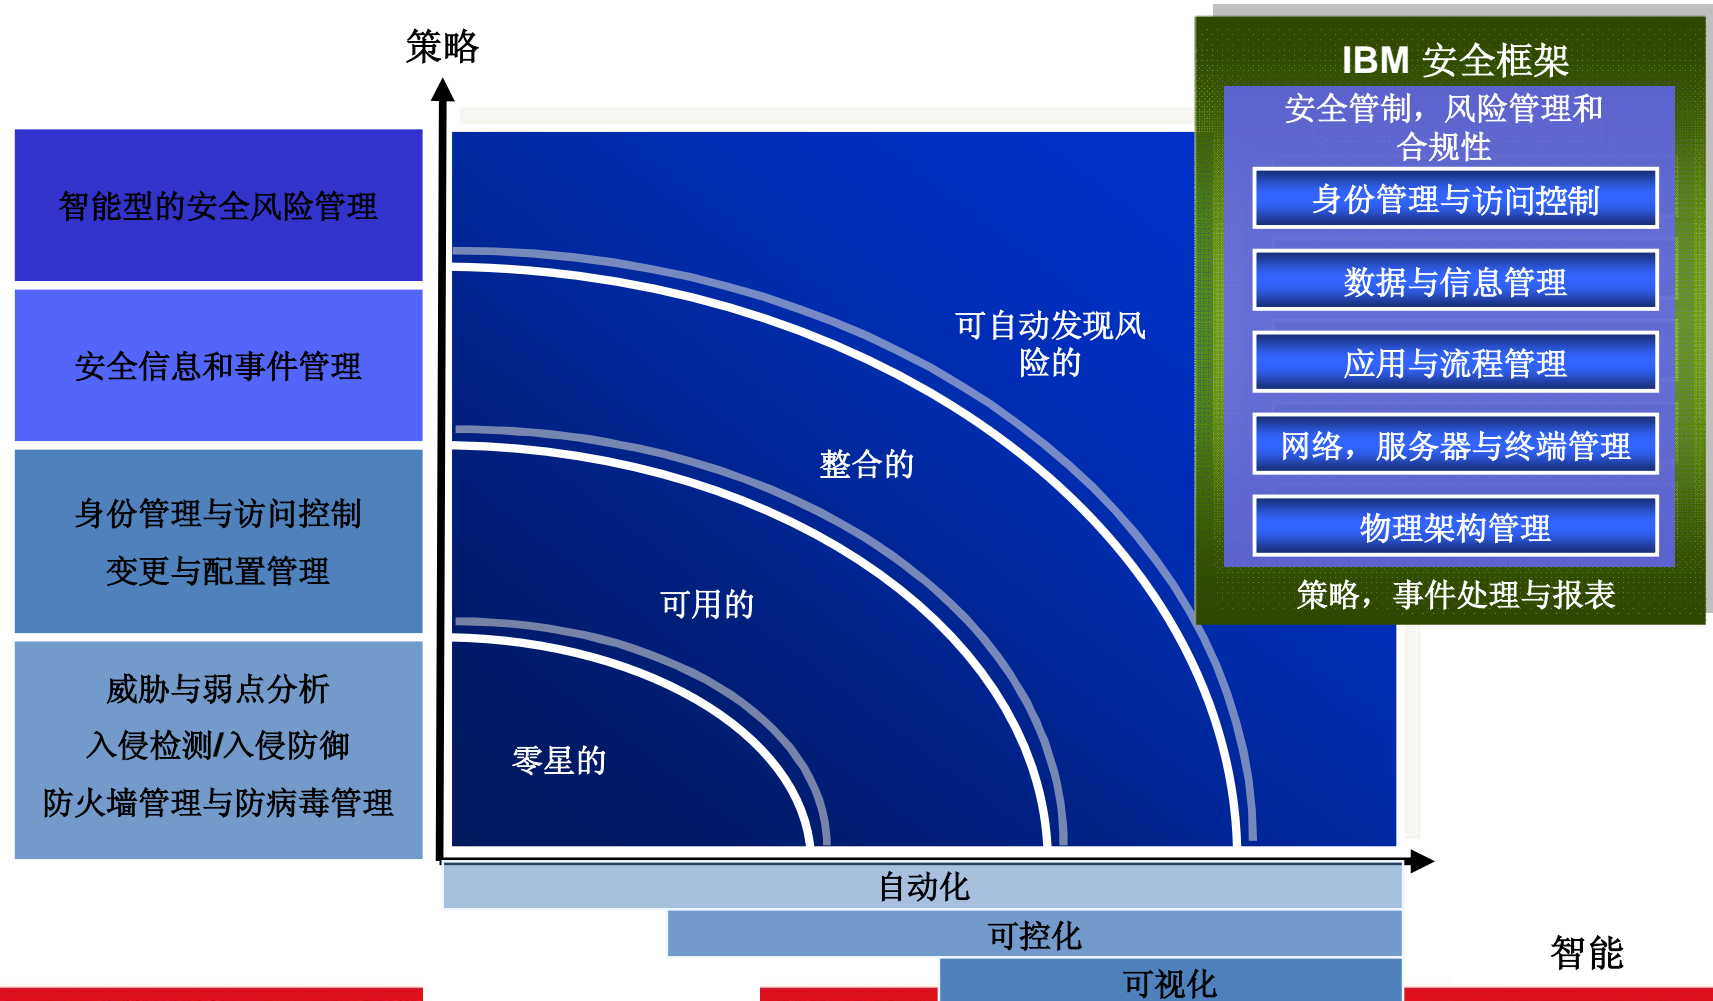 策略
智能型的安全风险管理
安全信息和事件管理
身份管理与访问控制
变更与配置管理
威胁与弱点分析
入侵检测/入侵防御
防火墙管理与防病毒管理
可自动发现风
险的
整合的
可用的
零星的
IBM 安全框架
安全管制，风险管理和
合规性
身份管理与访问控制
数据与信息管理
应用与流程管理
网络，服务器与终端管理
物理架构管理
策略，事件处理与报表
自动化
可控化
可视化
智能